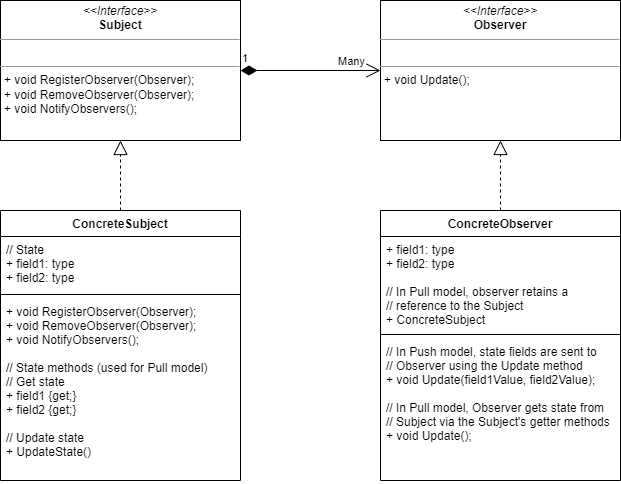 <<Interface>>
Subject
+ void RegisterObserver(Observer);
+ void RemoveObserver(Observer);
+ void NotifyObservers();
1
Many
<<Interface>>
Observer
+ void Update();
ConcreteSubject
// State
+ field1: type
+ field2: type
+ void RegisterObserver(Observer);
+ void RemoveObserver(Observer);
+ void NotifyObservers();
// State methods (used for Pull model)
// Get state
+ field1 {get;}
+ field2 {get;}
// Update state
+ UpdateState()
ConcreteObserver
+ field1: type
+ field2: type
// In Pull model, observer retains a
// reference to the Subject
+ ConcreteSubject
// In Push model, state fields are sent to
// Observer using the Update method
+ void Update(field1Value, field2Value);
// In Pull model, Observer gets state from
// Subject via the Subject's getter methods
+ void Update();